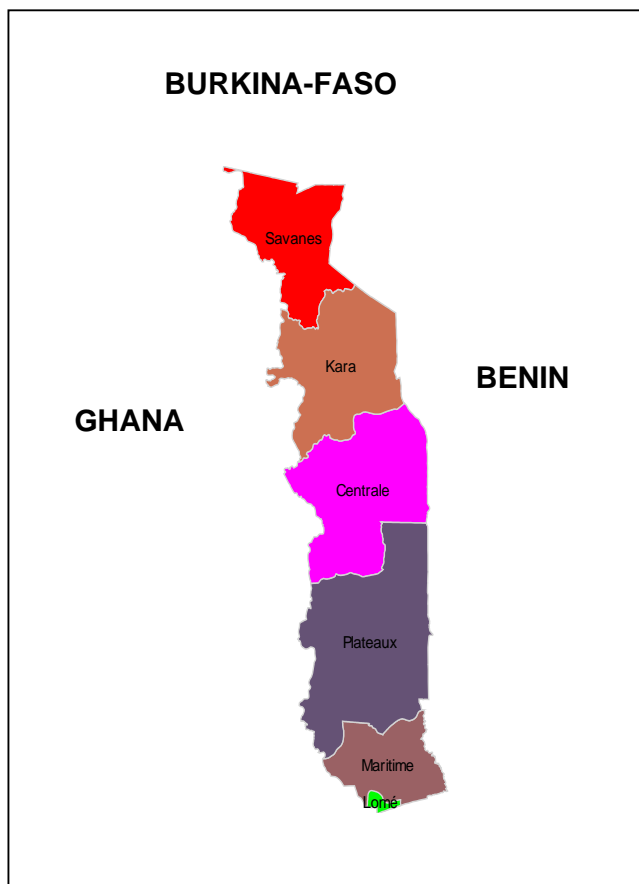 BURKINA-FASO
Savanes
Kara
BENIN
GHANA
Centrale
Plateaux
Maritime
Lomé